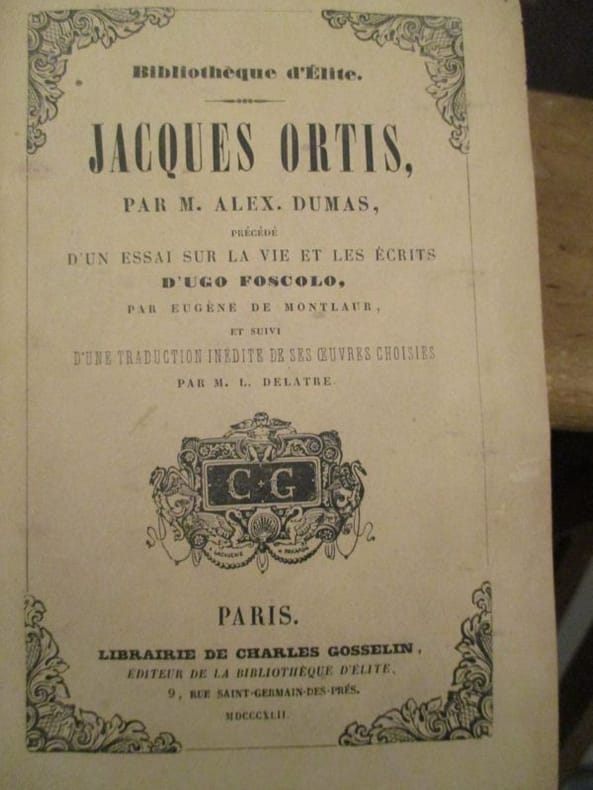 Bibliothèque d'Élite.
JACQUES ORTIS,
PAR M. ALEX. DUMAS,
PRÉCÉDÉ
D'UN ESSAI SUR LA VIE ET LES ÉCRITS
D'UGO FOSCOLO,
PAR EUGÈNE DE MONTLAUR,
ET SUIVI
D'UNE TRADUCTION INÉDITE DE SES ŒUVRES CHOISIES
PAR M. L. DELATRE.
C·G
PARIS.
LIBRAIRIE DE CHARLES GOSSELIN,
ÉDITEUR DE LA BIBLIOTHÈQUE D'ÉLITE,
9, RUE SAINT-GERMAIN-DES-PRÉS.
MDCCCXLII